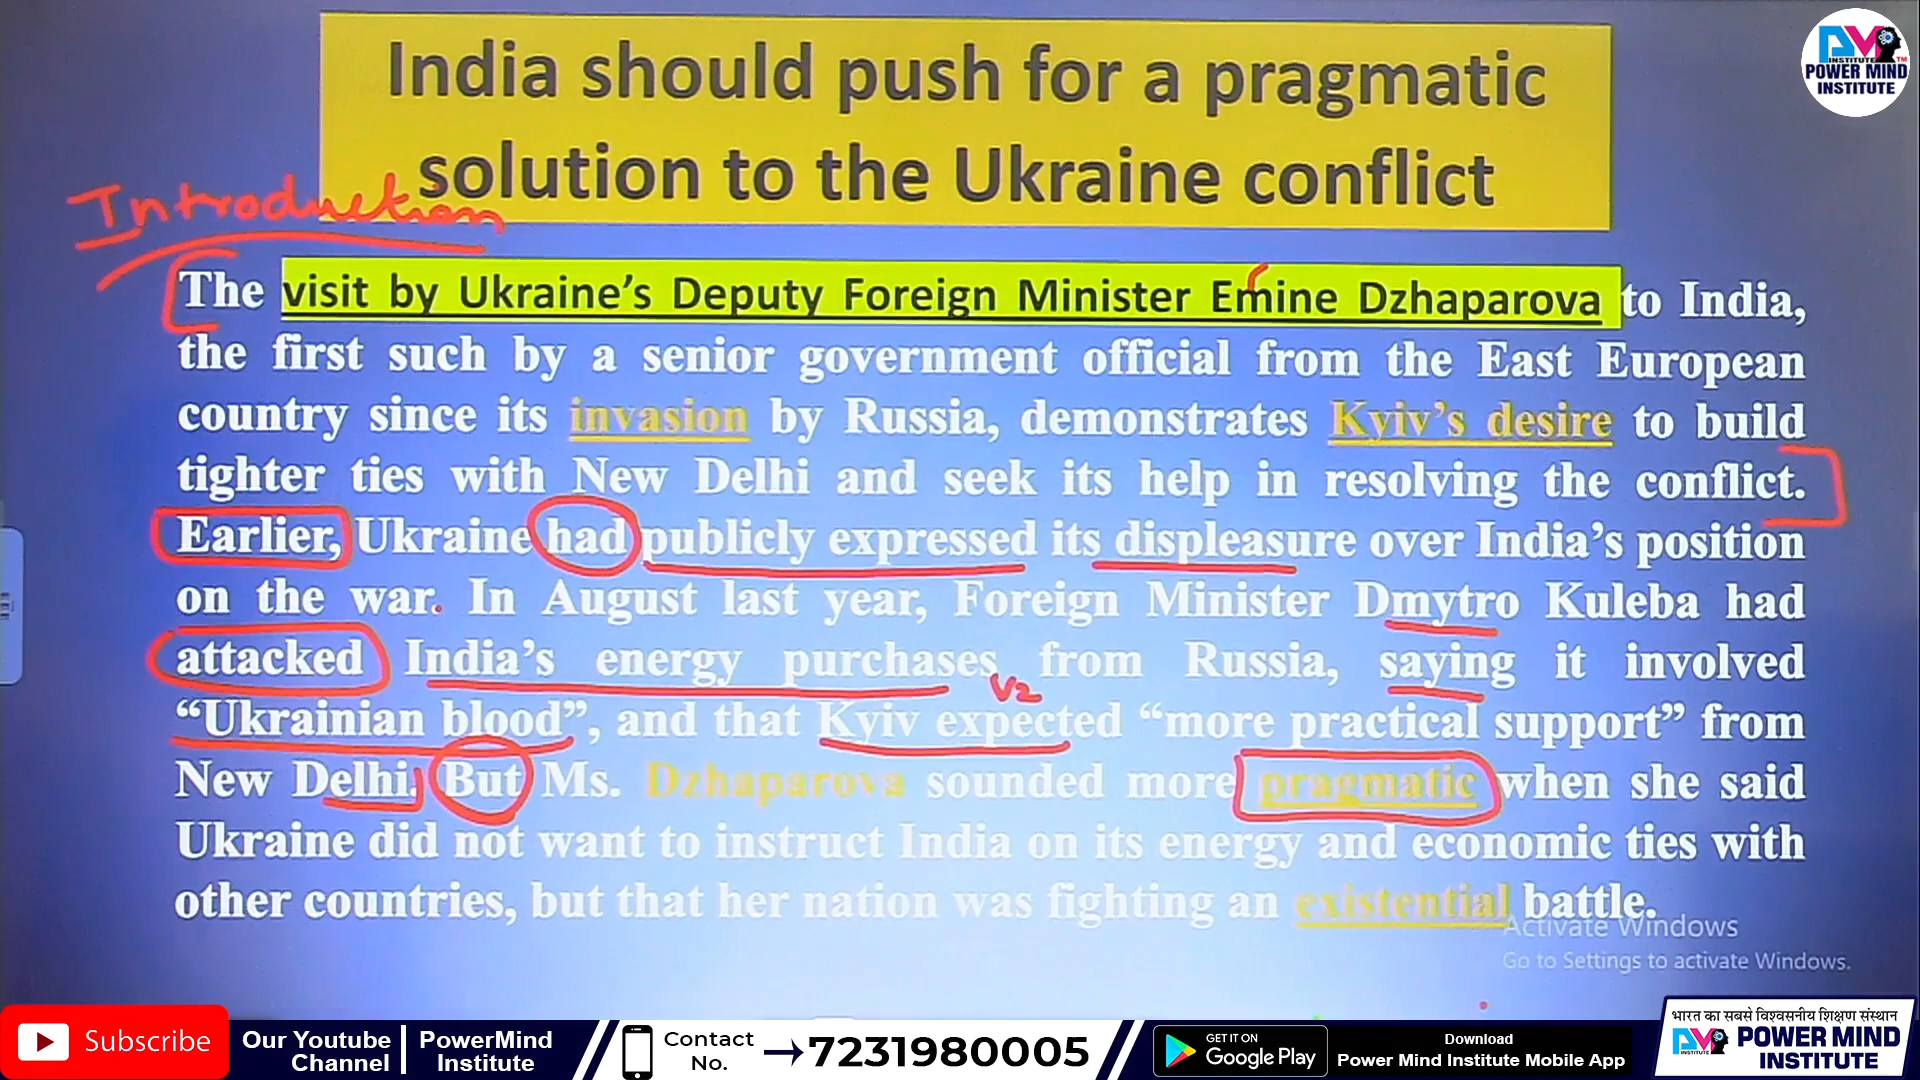 India should push for a pragmatic
solution to the Ukraine conflict
Introduction
The visit by Ukraine's Deputy Foreign Minister Emine Dzhaparova to India,
the first such by a senior government official from the East European
country since its invasion by Russia, demonstrates Kyiv's desire to build
tighter ties with New Delhi and seek its help in resolving the conflict.
Earlier, Ukraine had publicly expressed its displeasure over India's position
on the war. In August last year, Foreign Minister Dmytro Kuleba had
attacked India's energy purchases from Russia, saying it involved
V2
“Ukrainian blood”, and that Kyiv expected “more practical support” from
New Delhi. But Ms. Dzhaparova sounded more pragmatic when she said
Ukraine did not want to instruct India on its energy and economic ties with
other countries, but that her nation was fighting an existential battle.
Activate Windows
Go to Settings to activate Windows.
INSTITUTE
POWER MIND
INSTITUTE
Subscribe
Our Youtube
Channel
PowerMind
Institute
Contact
No.
7231980005
GET IT ON
Google Play
Download
Power Mind Institute Mobile App
भारत का सबसे विश्वसनीय शिक्षण संस्थान
INSTITUTE
POWER MIND
INSTITUTE